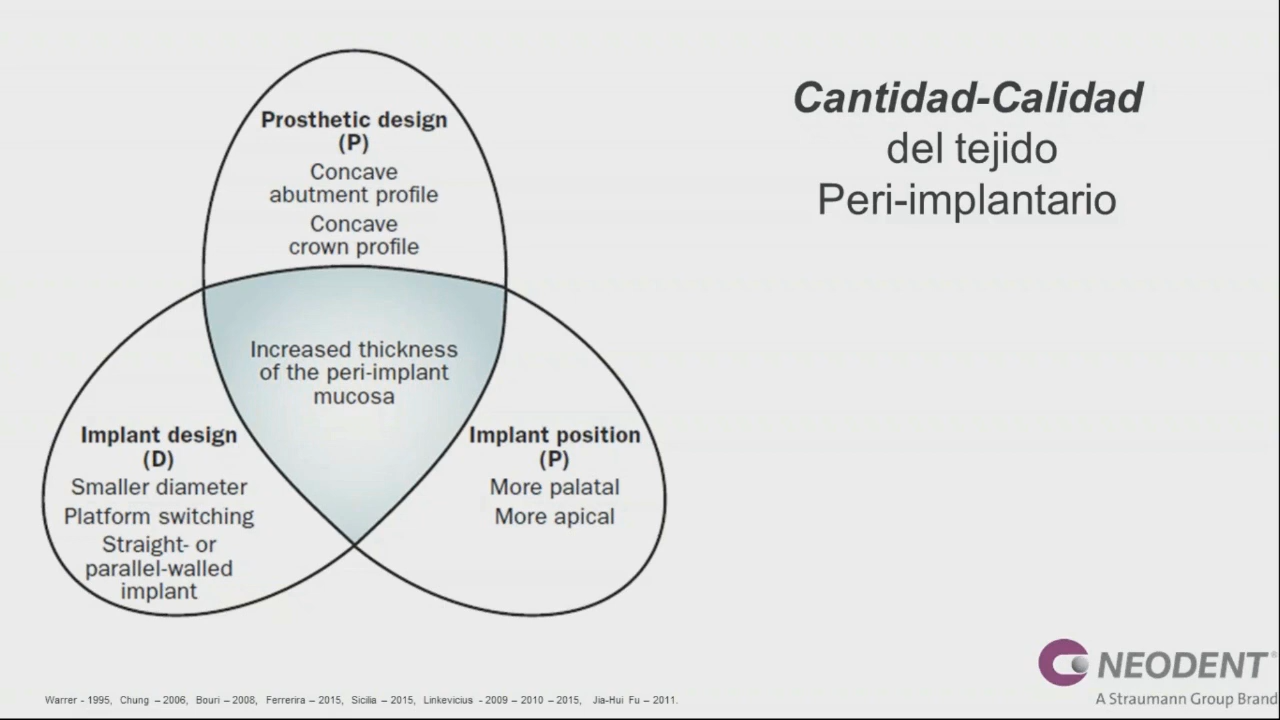 Cantidad-Calidad
del tejido
Peri-implantario
Prosthetic design
(P)
Concave
abutment profile
Concave
crown profile
Increased thickness
of the peri-implant
mucosa
Implant design
(D)
Smaller diameter
Platform switching
Straight- or
parallel-walled
implant
Implant position
(P)
More palatal
More apical
NEODENT®
A Straumann Group Brand
Warrer - 1995, Chung – 2006, Bouri – 2008, Ferrerira – 2015, Sicilia – 2015, Linkevicius - 2009 – 2010 – 2015, Jia-Hui Fu – 2011.